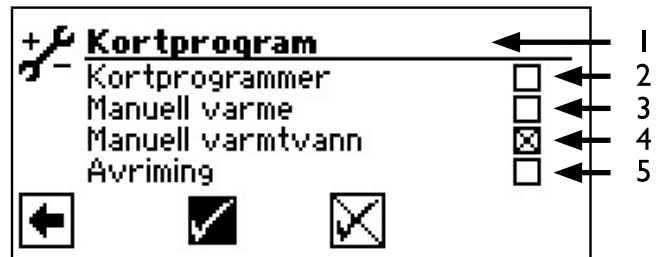 Kortprogram 1
Kortprogrammer 2
Manuell varme 3
Manuell varmtvann 4
Avriming 5